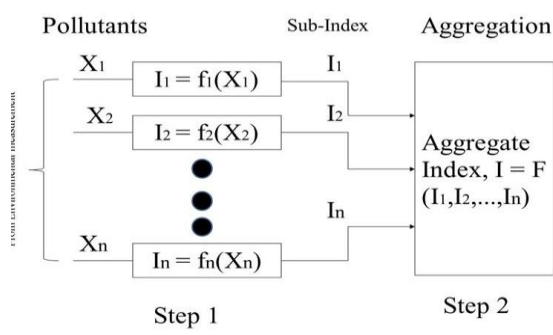 Pollutants
Sub-Index
Aggregation
X1
I1 = f1(X1)
I1
X2
I2 = f2(X2)
I2
Aggregate
Index, I = F
(I1,I2,...,In)
In
Xn
In = fn(Xn)
Step 1
Step 2